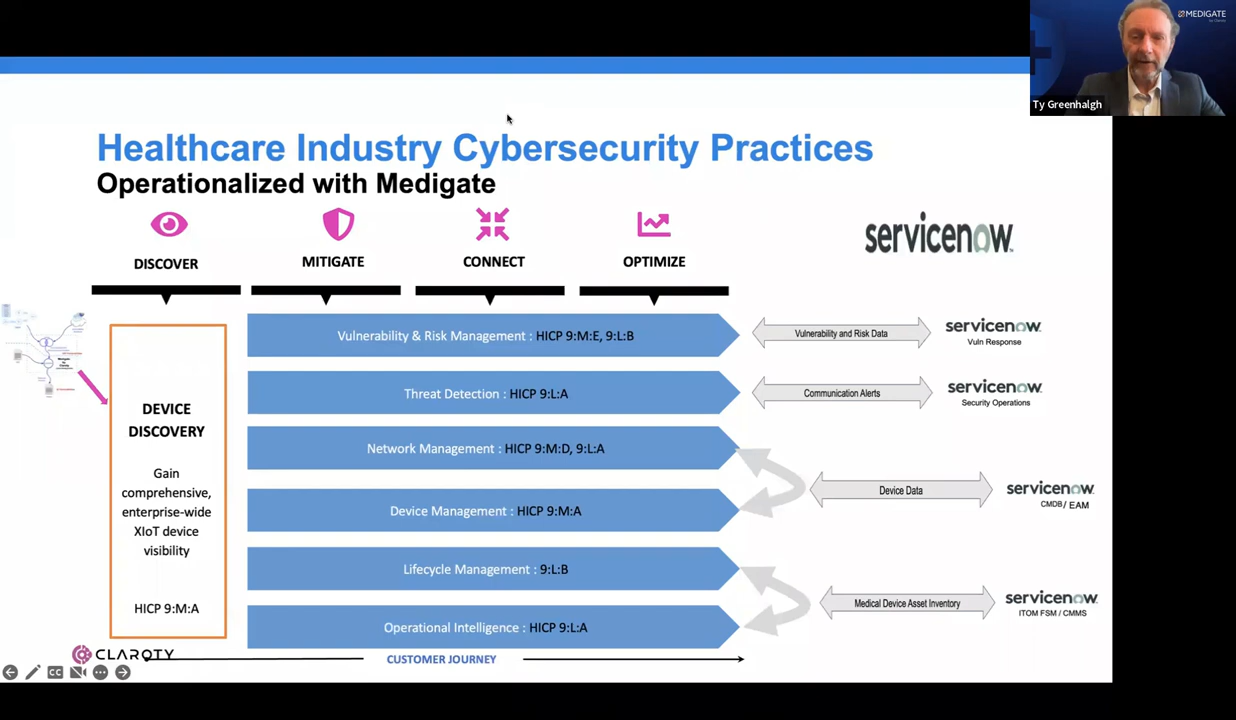 MEDIGATE
Ty Greenhalgh
Healthcare Industry Cybersecurity Practices
Operationalized with Medigate
DISCOVER
MITIGATE
CONNECT
OPTIMIZE
servicenow
DEVICE
DISCOVERY
Gain
comprehensive,
enterprise-wide
XIoT device
visibility
HICP 9:M:A
Vulnerability & Risk Management : HICP 9:M:E, 9:L:B
Threat Detection : HICP 9:L:A
Network Management : HICP 9:M:D, 9:L:A
Device Management : HICP 9:M:A
Lifecycle Management : 9:L:B
Operational Intelligence : HICP 9:L:A
Vulnerability and Risk Data
servicenow
Vuln Response
Communication Alerts
servicenow
Security Operations
Device Data
servicenow
CMDB / EAM
Medical Device Asset Inventory
servicenow
ITOM FSM / CMMS
CLAROTY
CUSTOMER JOURNEY
CC